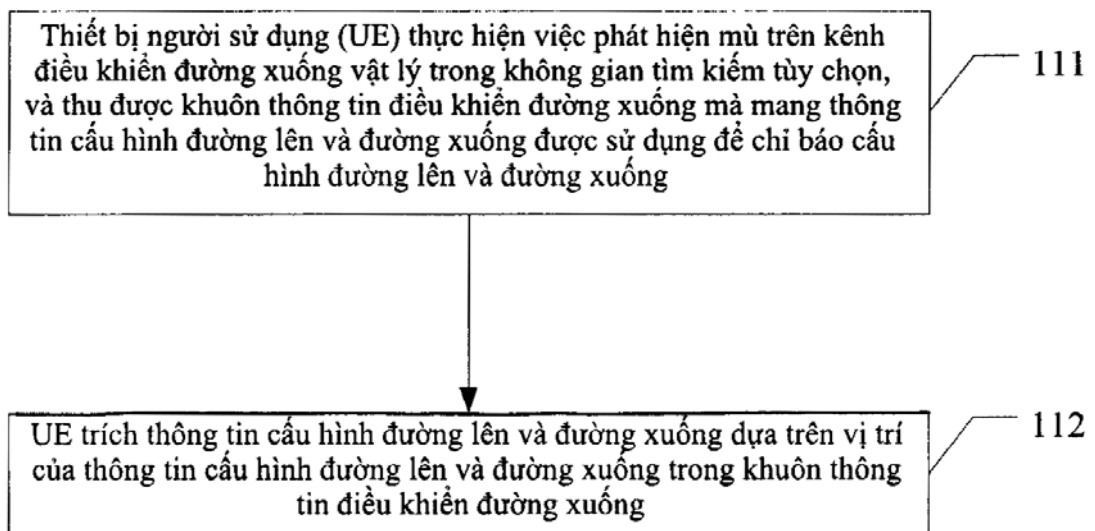 Thiết bị người sử dụng (UE) thực hiện việc phát hiện mù trên kênh
điều khiển đường xuống vật lý trong không gian tìm kiếm tùy chọn,
và thu được khuôn thông tin điều khiển đường xuống mà mang thông
tin cấu hình đường lên và đường xuống được sử dụng để chỉ báo cấu
hình đường lên và đường xuống
111
UE trích thông tin cấu hình đường lên và đường xuống dựa trên vị trí
của thông tin cấu hình đường lên và đường xuống trong khuôn thông
tin điều khiển đường xuống
112